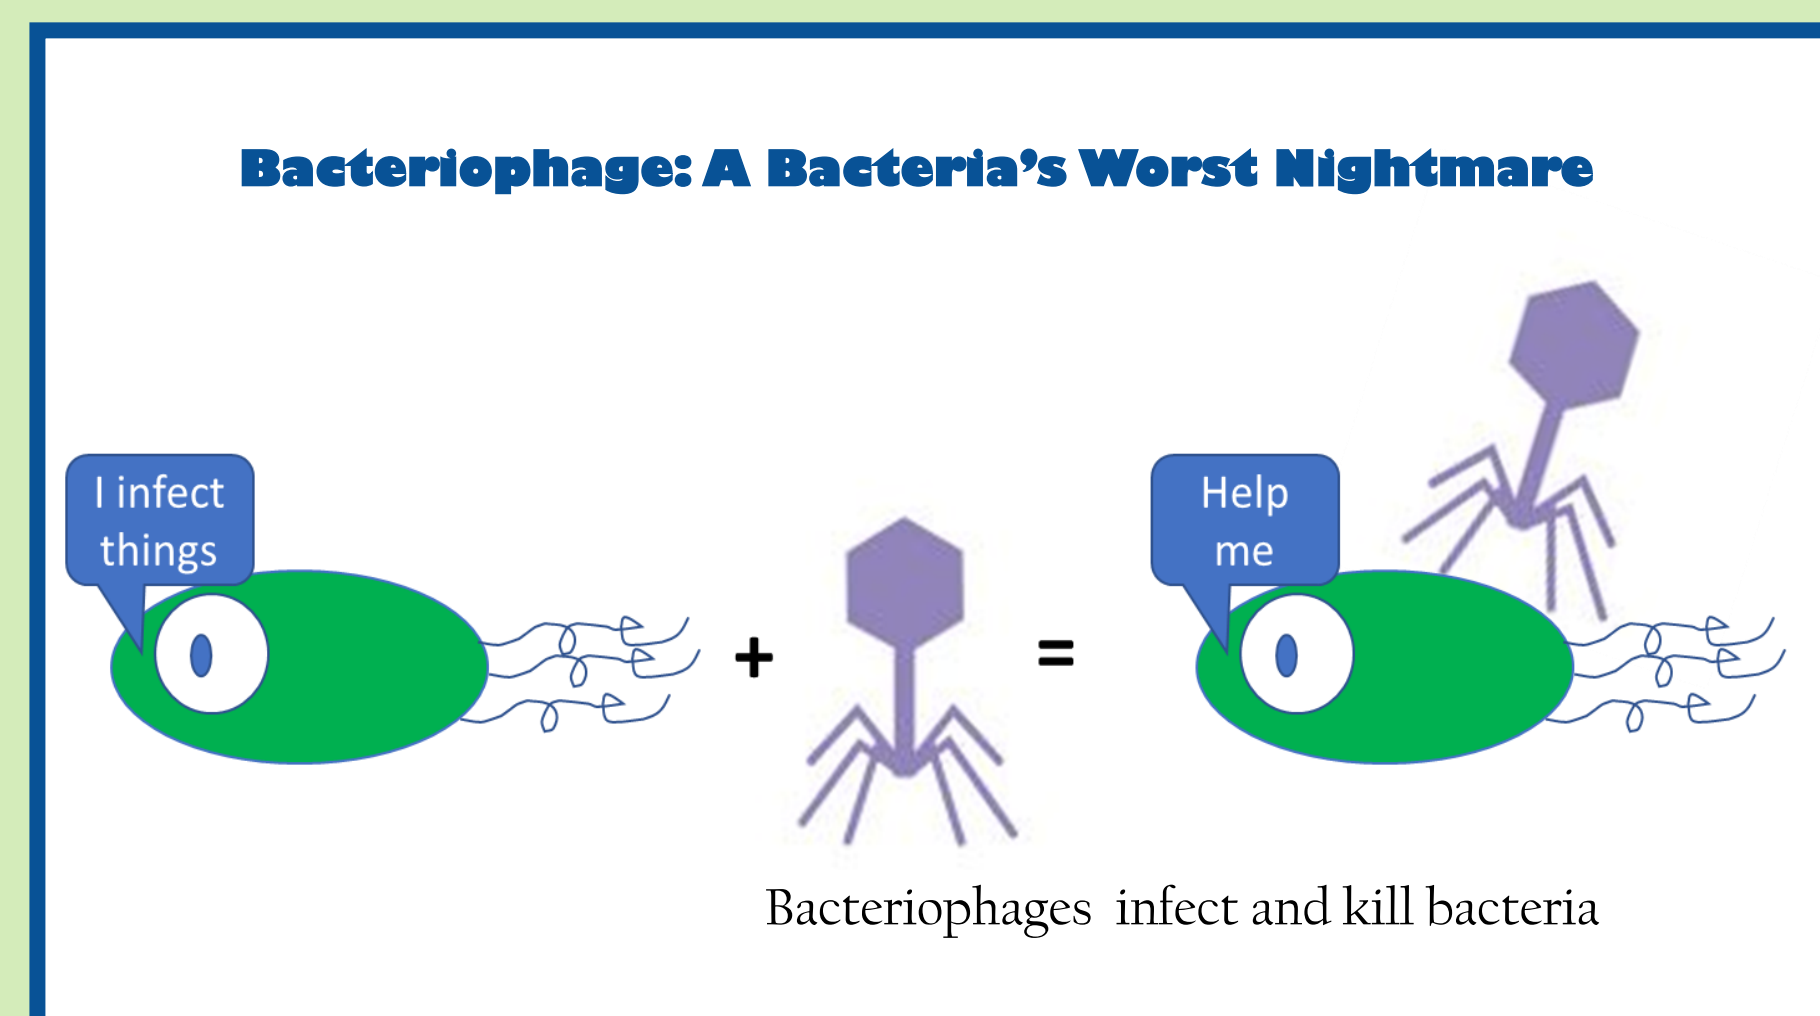 Bacteriophage: A Bacteria’s Worst Nightmare
I infect
things
+
=
Help
me
Bacteriophages  infect and kill bacteria